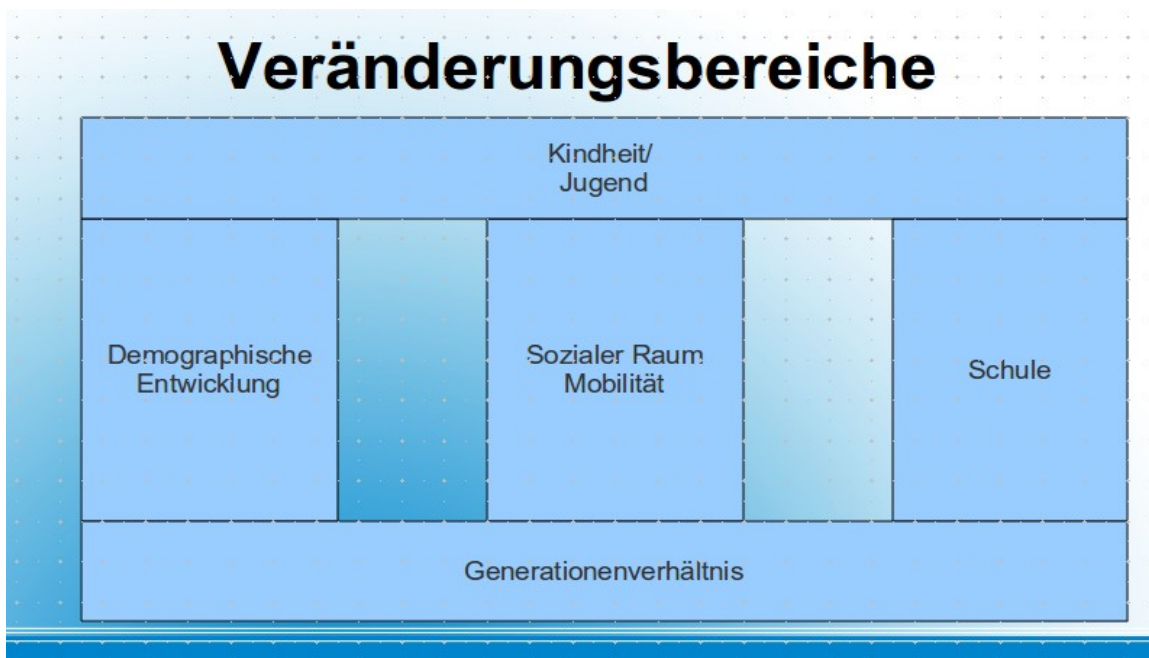 Veränderungsbereiche
Kindheit/
Jugend
Demographische
Entwicklung
Sozialer Raum
Mobilität
Schule
Generationenverhältnis